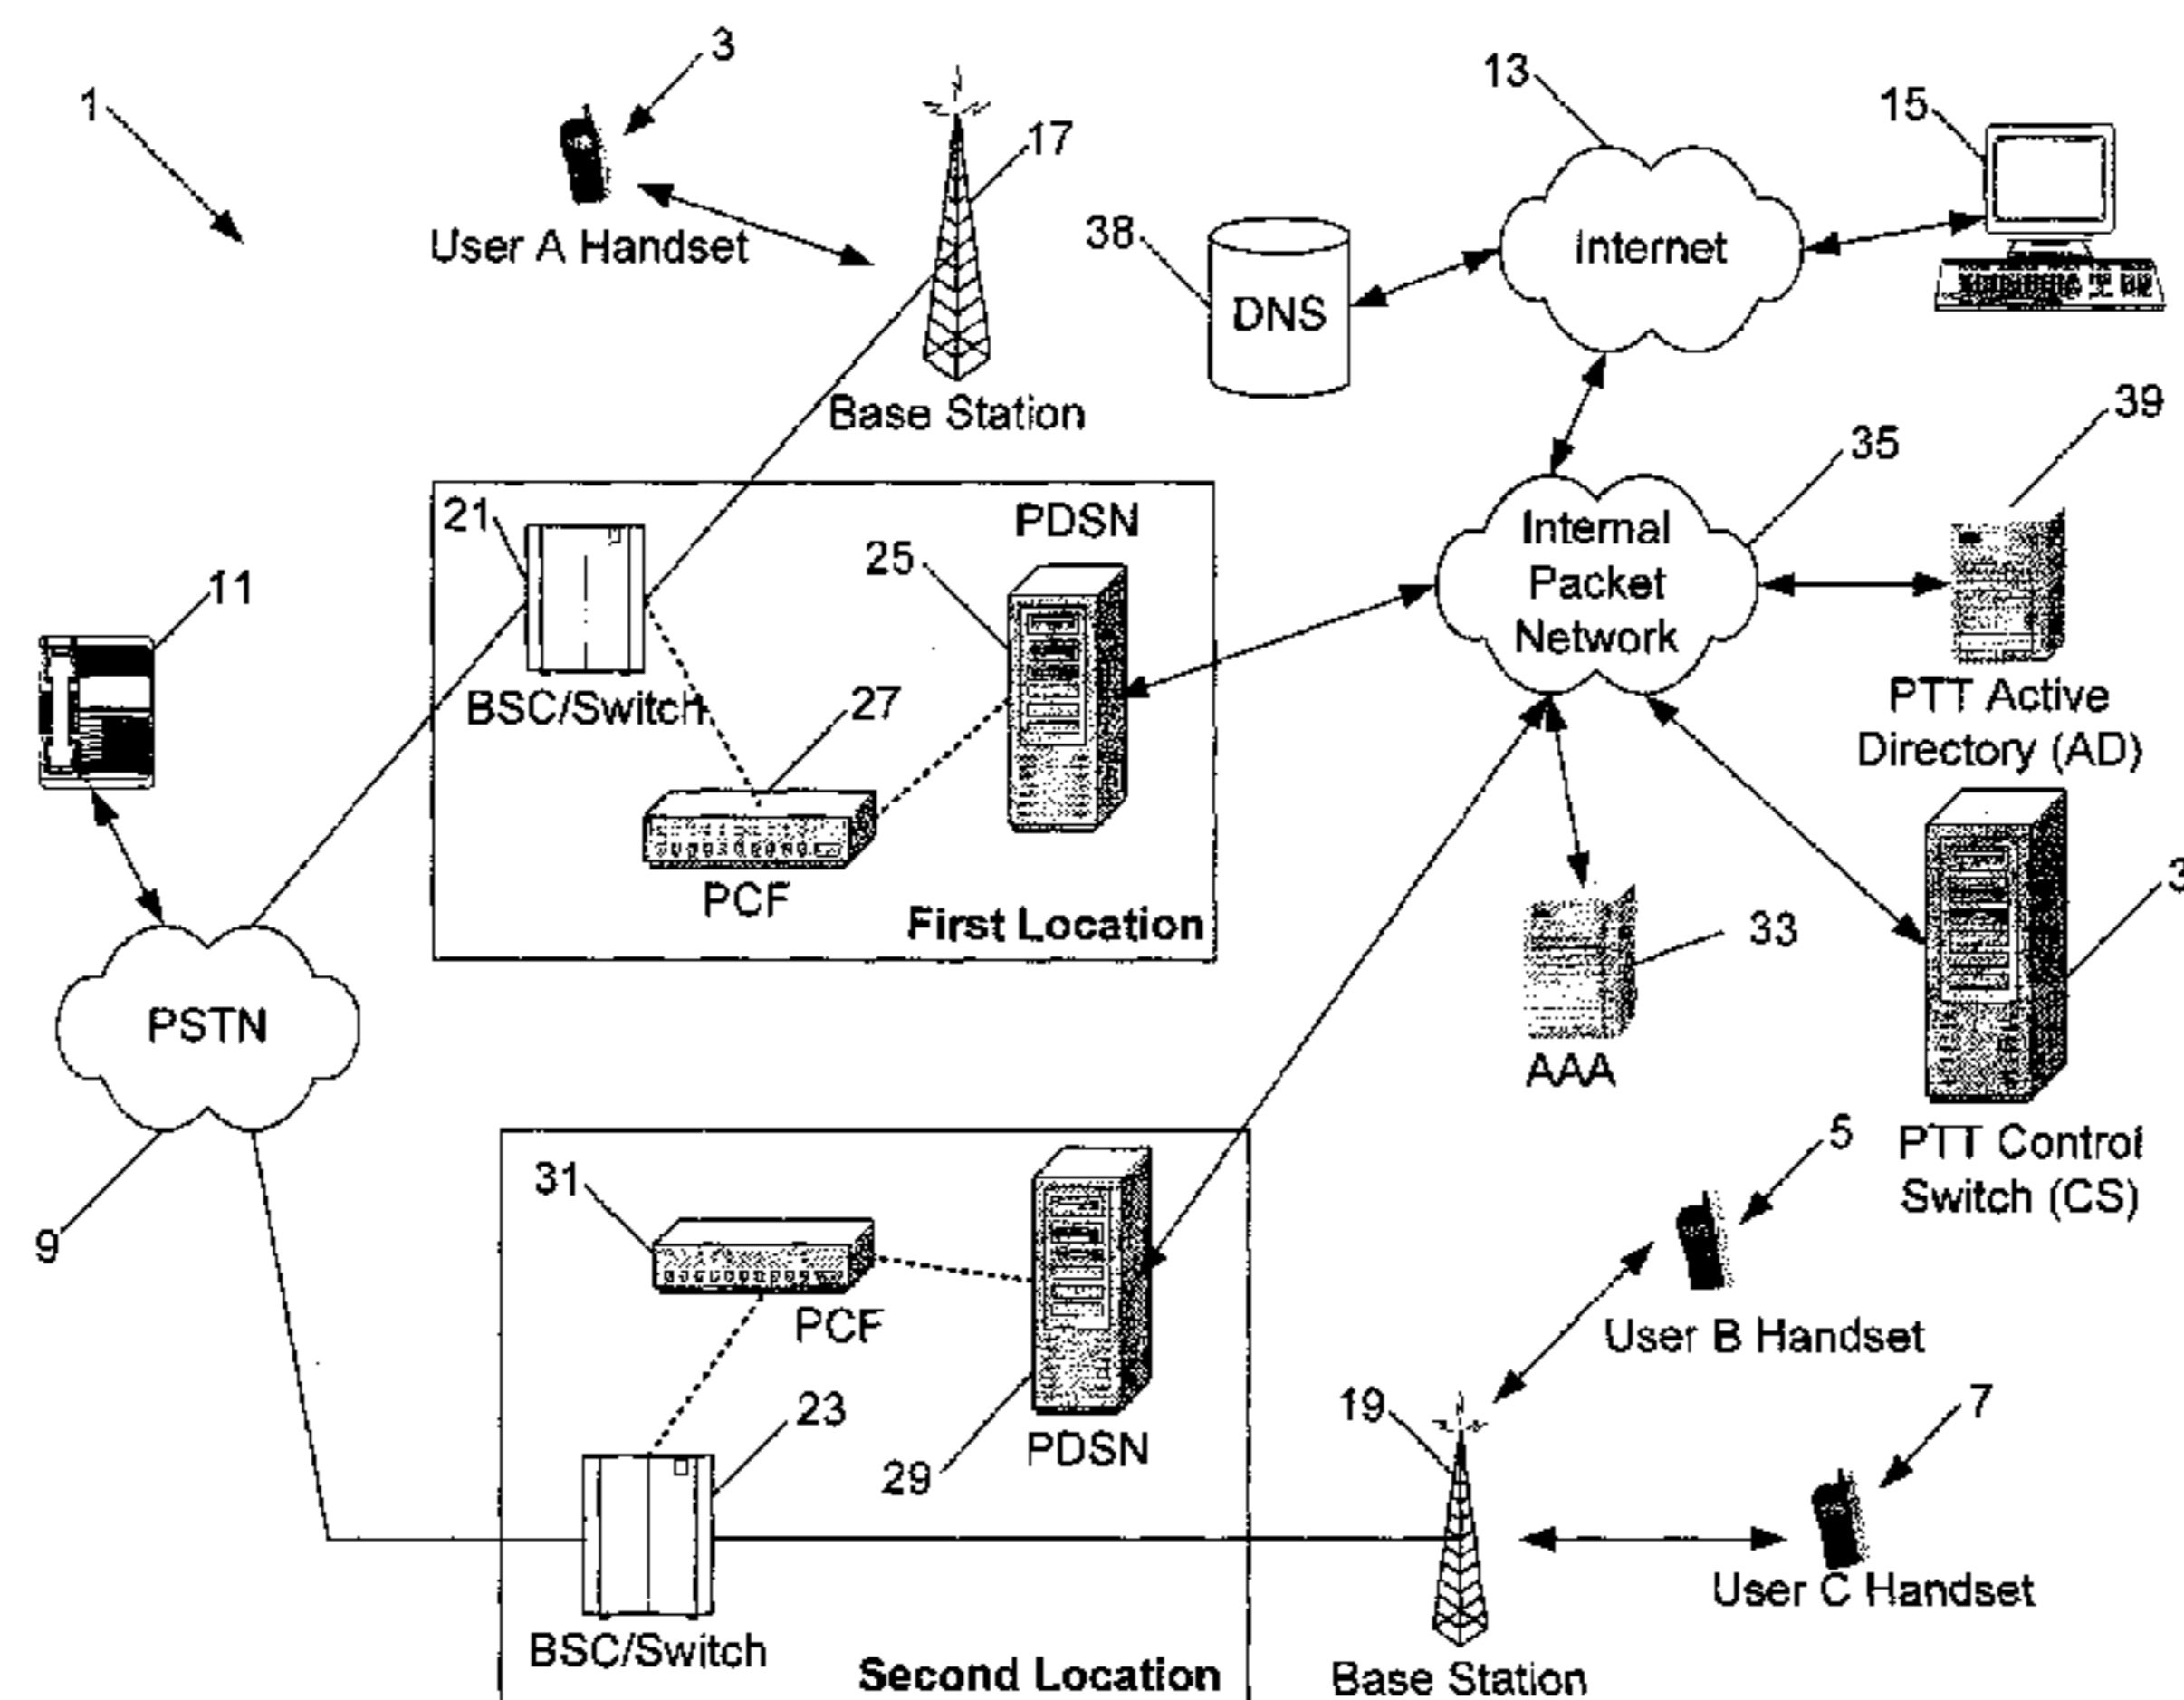 1
3
User A Handset
17
Base Station
13
Internet
15
38
DNS
39
35
Internal
Packet
Network
PTT Active
Directory (AD)
21
BSC/Switch
PDSN
25
27
PCF
First Location
11
PSTN
9
33
AAA
PTT Control
Switch (CS)
5
User B Handset
31
PCF
PDSN
29
23
BSC/Switch
Second Location
19
Base Station
7
User C Handset